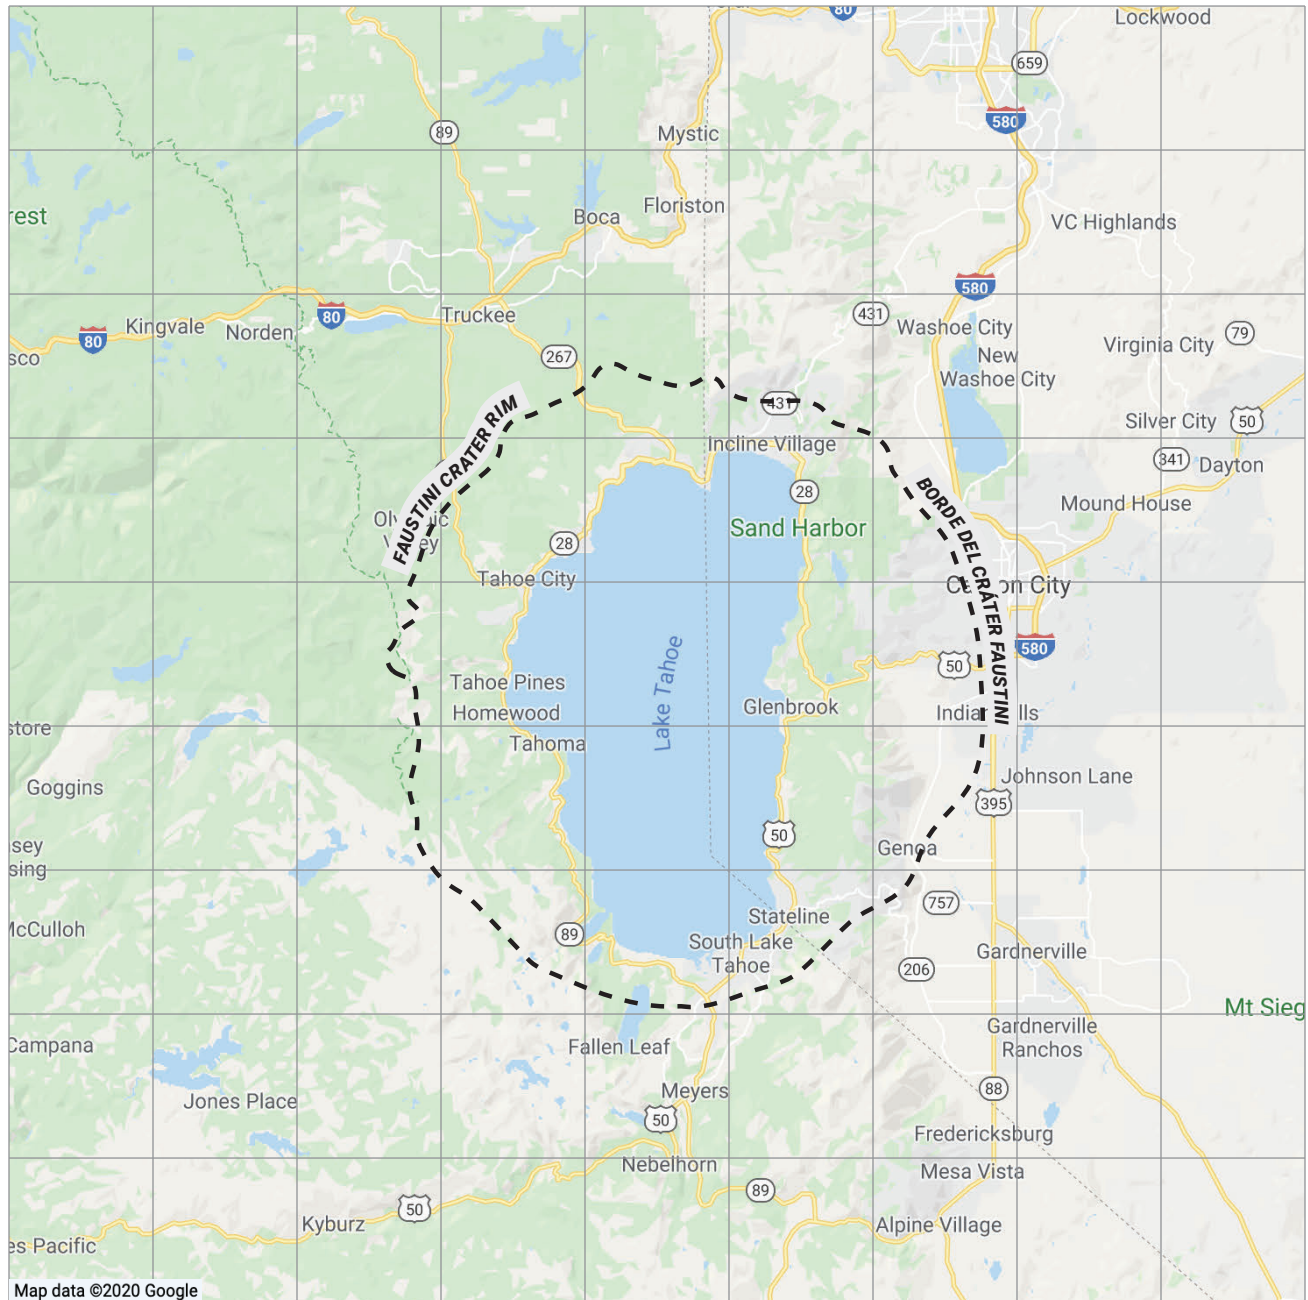 80
Lockwood
659
580
89
Mystic
rest
Boca
Floriston
VC Highlands
580
80
Kingvale
Norden
80
Truckee
431
Washoe City
79
sco
267
New
Washoe City
Virginia City
431
Silver City
50
FAUSTINI CRATER RIM
Incline Village
341
Dayton
28
Mound House
Sand Harbor
BORDE DEL CRÁTER FAUSTINI
28
Tahoe City
580
Lake Tahoe
50
Tahoe Pines
Homewood
Glenbrook
store
Tahoma
Goggins
Johnson Lane
395
50
sey
sing
Genoa
757
McCulloh
89
Stateline
South Lake
Tahoe
Gardnerville
206
Mt Sieg
Campana
Fallen Leaf
Gardnerville
Ranchos
Jones Place
Meyers
88
50
Fredericksburg
Nebelhorn
Mesa Vista
89
50
Kyburz
Alpine Village
es Pacific
Map data ©2020 Google